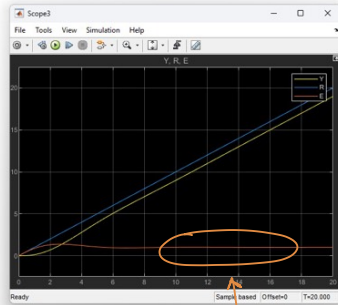 Scope3
File Tools View Simulation Help
Y, R, E
Y
R
E
20
15
10
5
0
0 2 4 6 8 10 12 14 16 18 20
Ready
Sample based Offset=0 T=20.000